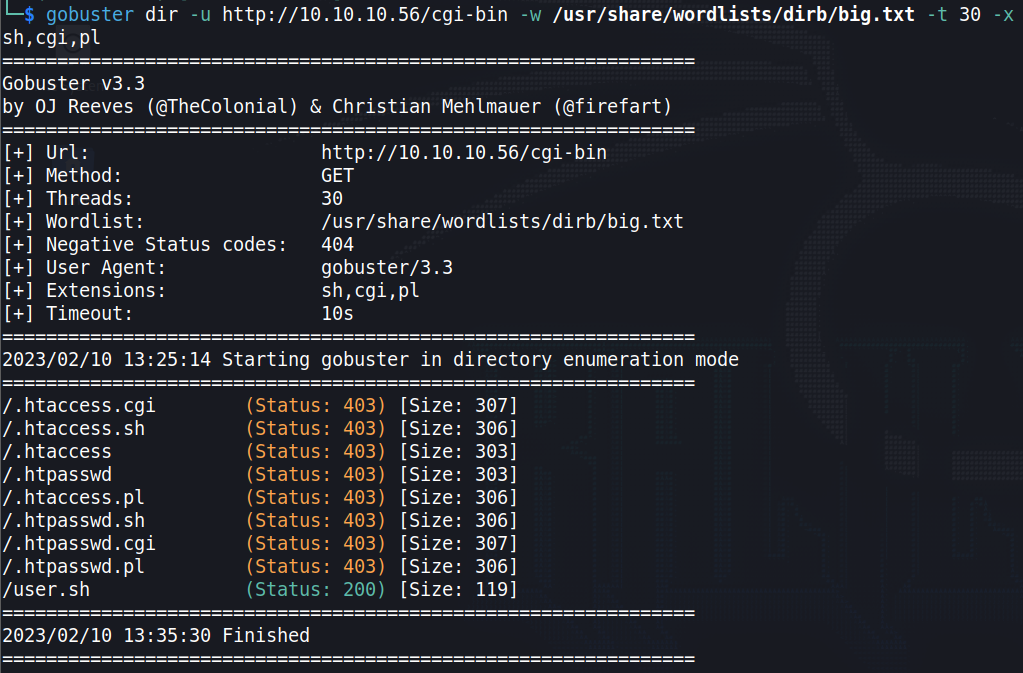 └─$ gobuster dir -u http://10.10.10.56/cgi-bin -w /usr/share/wordlists/dirb/big.txt -t 30 -x
sh,cgi,pl
===============================================================
Gobuster v3.3
by OJ Reeves (@TheColonial) & Christian Mehlmauer (@firefart)
===============================================================
[+] Url:                     http://10.10.10.56/cgi-bin
[+] Method:                  GET
[+] Threads:                 30
[+] Wordlist:                /usr/share/wordlists/dirb/big.txt
[+] Negative Status codes:   404
[+] User Agent:              gobuster/3.3
[+] Extensions:              sh,cgi,pl
[+] Timeout:                 10s
===============================================================
2023/02/10 13:25:14 Starting gobuster in directory enumeration mode
===============================================================
/.htaccess.cgi        (Status: 403) [Size: 307]
/.htaccess.sh         (Status: 403) [Size: 306]
/.htaccess            (Status: 403) [Size: 303]
/.htpasswd            (Status: 403) [Size: 303]
/.htaccess.pl         (Status: 403) [Size: 306]
/.htpasswd.sh         (Status: 403) [Size: 306]
/.htpasswd.cgi        (Status: 403) [Size: 307]
/.htpasswd.pl         (Status: 403) [Size: 306]
/user.sh              (Status: 200) [Size: 119]
===============================================================
2023/02/10 13:35:30 Finished
===============================================================